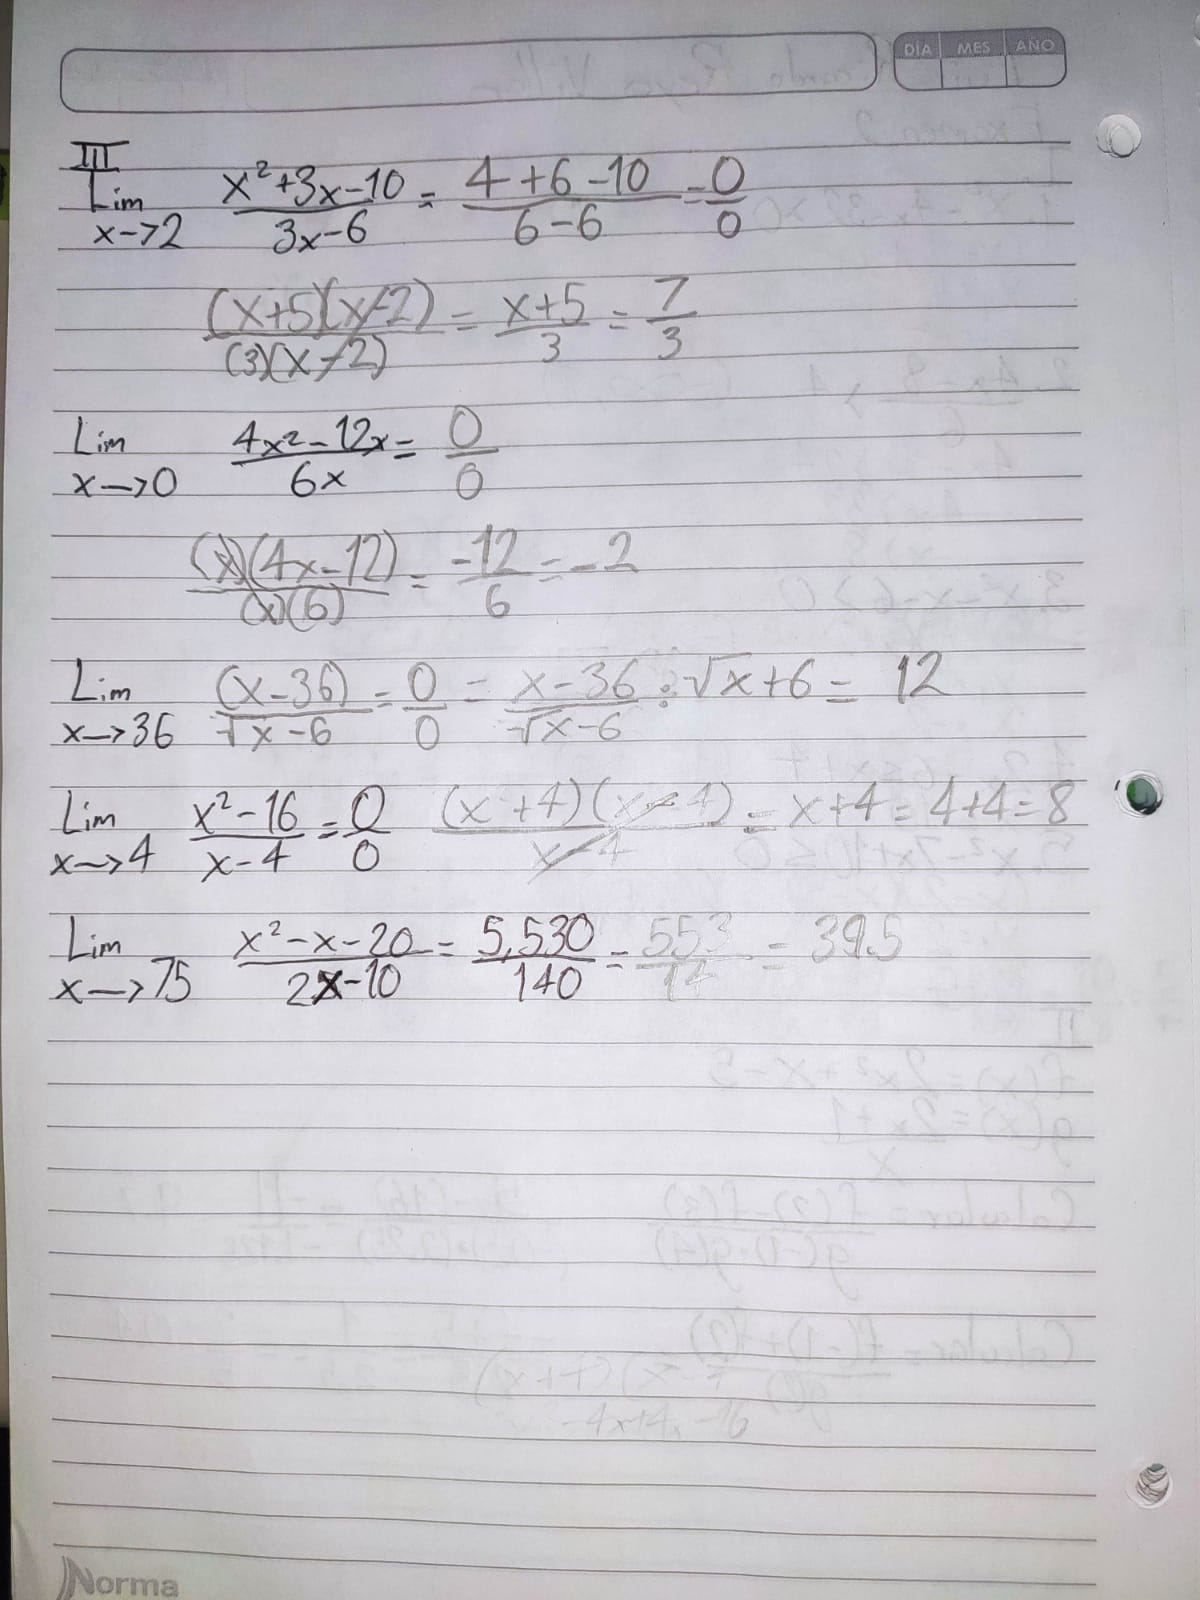 DÍA MES AÑO
III
Lim x²+3x-10 = 4+6-10 = 0
x->2 3x-6 6-6 0
(x+5)(x-2) = x+5 = 7
(3)(x-2) 3 3
Lim 4x²-12x = 0
x->0 6x 0
(x)(4x-12) = -12 = -2
(x)(6) 6
Lim (x-36) = 0 = x-36 : √x+6 = 12
x->36 √x-6 0 √x-6
Lim x²-16 = 0 (x+4)(x-4) = x+4 = 4+4 = 8
x->4 x-4 0 x-4
Lim x²-x-20 = 5,530 = 553 = 39.5
x->75 2x-10 140 14
Norma